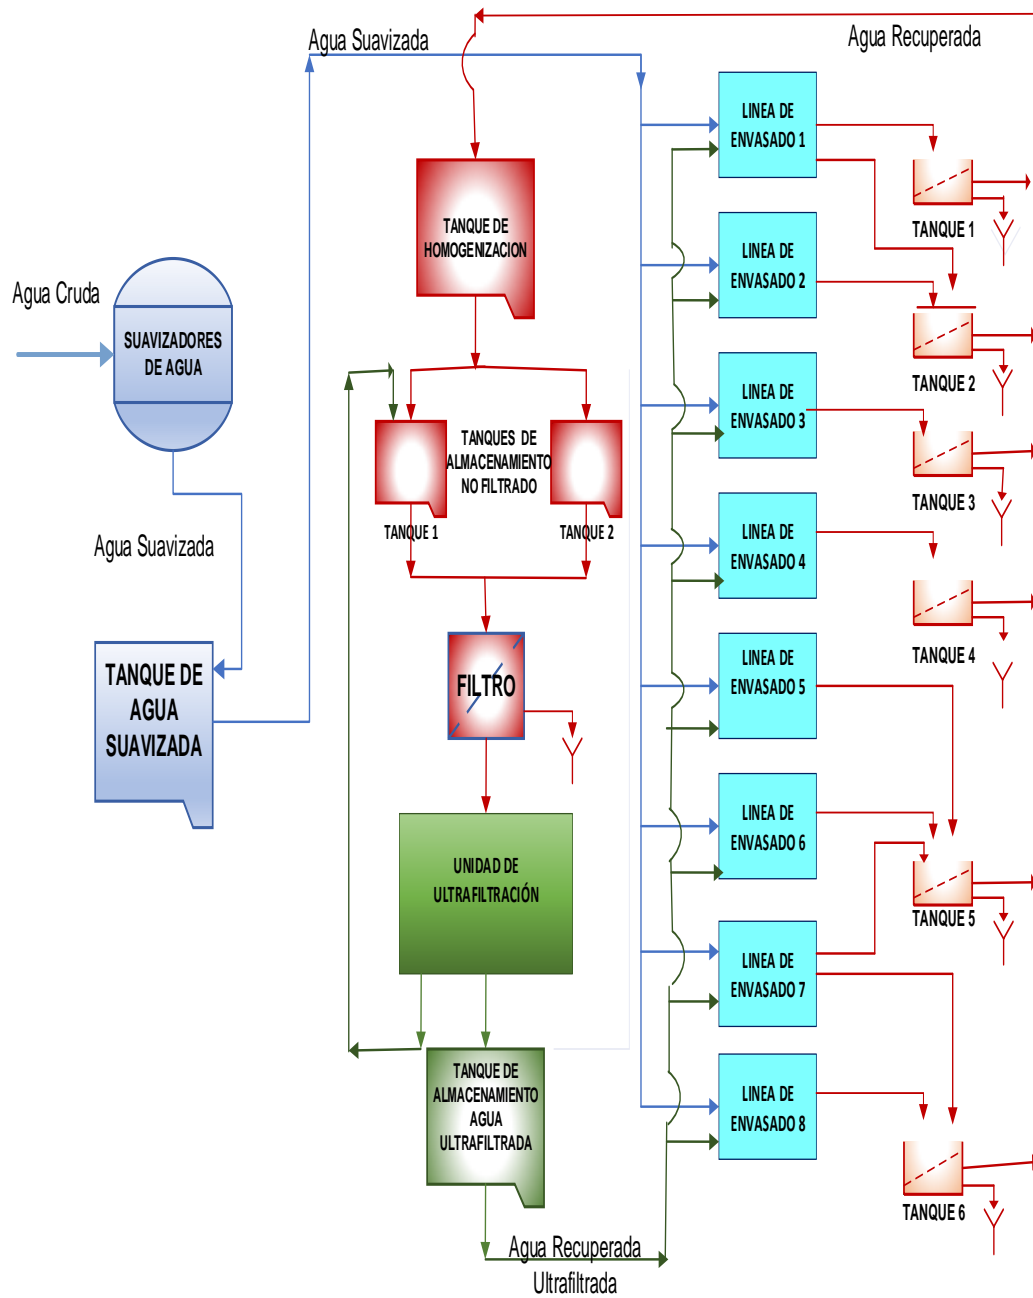 Agua Suavizada
Agua Recuperada
LINEA DE
ENVASADO 1
TANQUE DE
HOMOGENIZACION
TANQUE 1
Agua Cruda
LINEA DE
ENVASADO 2
SUAVIZADORES
DE AGUA
TANQUE 2
LINEA DE
ENVASADO 3
TANQUES DE
ALMACENAMIENTO
NO FILTRADO
TANQUE 3
TANQUE 1
TANQUE 2
Agua Suavizada
LINEA DE
ENVASADO 4
TANQUE 4
TANQUE DE
AGUA
SUAVIZADA
FILTRO
LINEA DE
ENVASADO 5
LINEA DE
ENVASADO 6
UNIDAD DE
ULTRAFILTRACIÓN
TANQUE 5
LINEA DE
ENVASADO 7
TANQUE DE
ALMACENAMIENTO
AGUA
ULTRAFILTRADA
LINEA DE
ENVASADO 8
TANQUE 6
Agua Recuperada
Ultrafiltrada